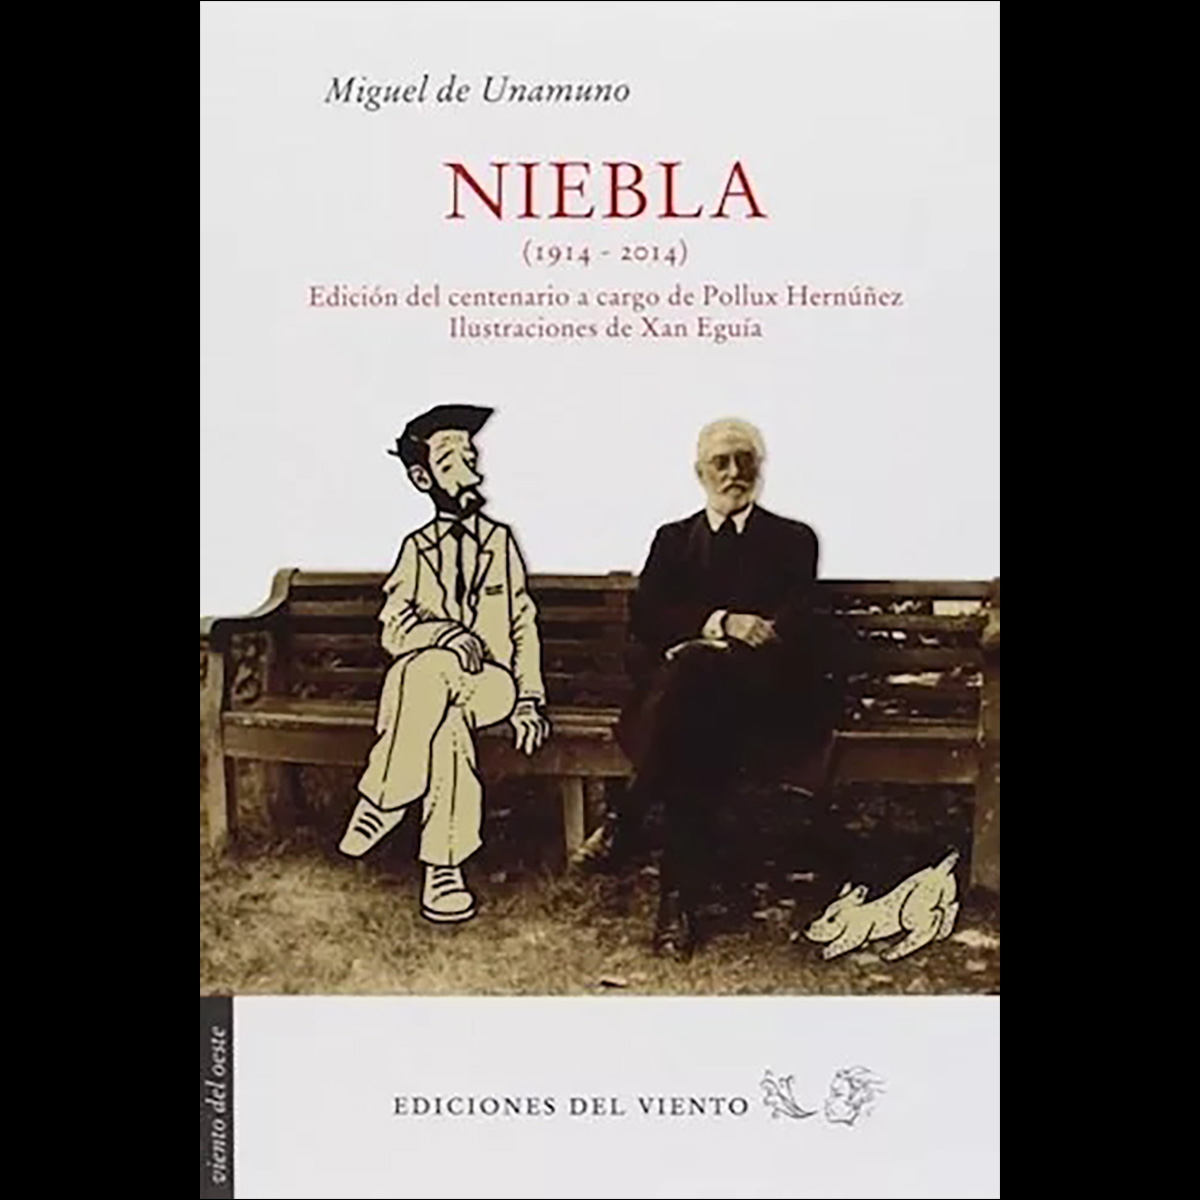 Miguel de Unamuno
NIEBLA
(1914 - 2014)
Edición del centenario a cargo de Pollux Hernúñez
Ilustraciones de Xan Eguía
viento del oeste
EDICIONES DEL VIENTO